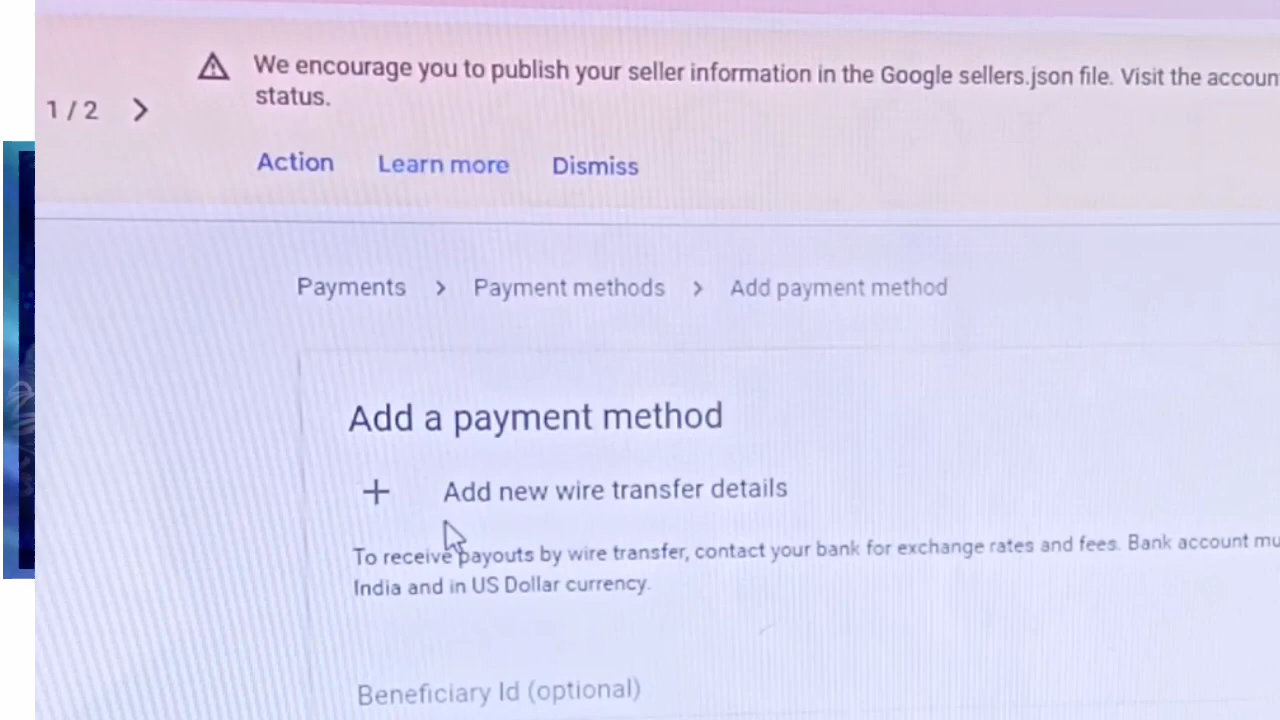 We encourage you to publish your seller information in the Google sellers.json file. Visit the accoun
status.
1 / 2
Action Learn more Dismiss
Payments > Payment methods > Add payment method
Add a payment method
+ Add new wire transfer details
To receive payouts by wire transfer, contact your bank for exchange rates and fees. Bank account mu
India and in US Dollar currency.
Beneficiary Id (optional)